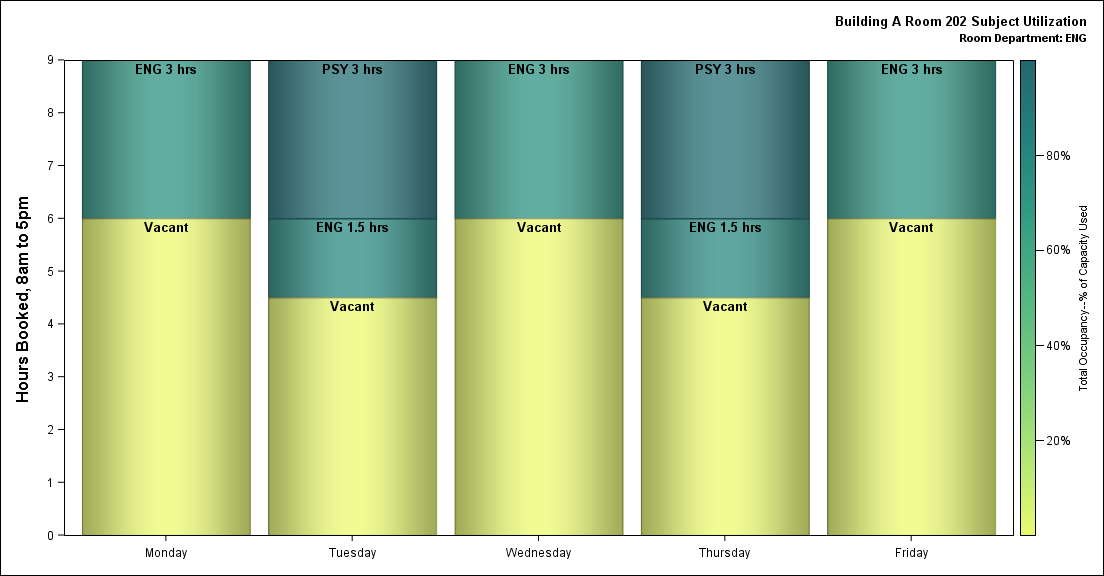 Building A Room 202 Subject Utilization
Room Department: ENG
Hours Booked, 8am to 5pm
9
8
7
6
5
4
3
2
1
0
ENG 3 hrs
PSY 3 hrs
ENG 3 hrs
PSY 3 hrs
ENG 3 hrs
Vacant
ENG 1.5 hrs
Vacant
ENG 1.5 hrs
Vacant
Vacant
Vacant
Monday
Tuesday
Wednesday
Thursday
Friday
80%
60%
40%
20%
Total Occupancy--% of Capacity Used